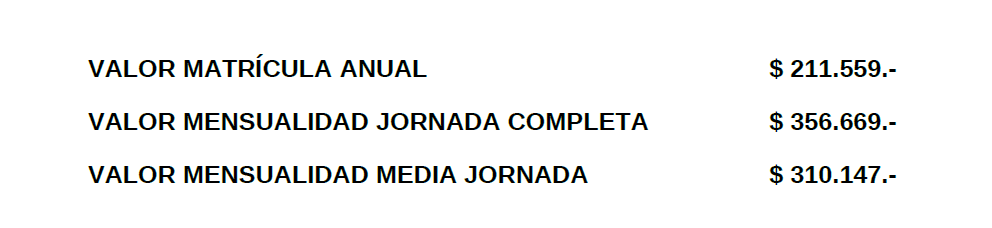 VALOR MATRÍCULA ANUAL $ 211.559.-
VALOR MENSUALIDAD JORNADA COMPLETA $ 356.669.-
VALOR MENSUALIDAD MEDIA JORNADA $ 310.147.-